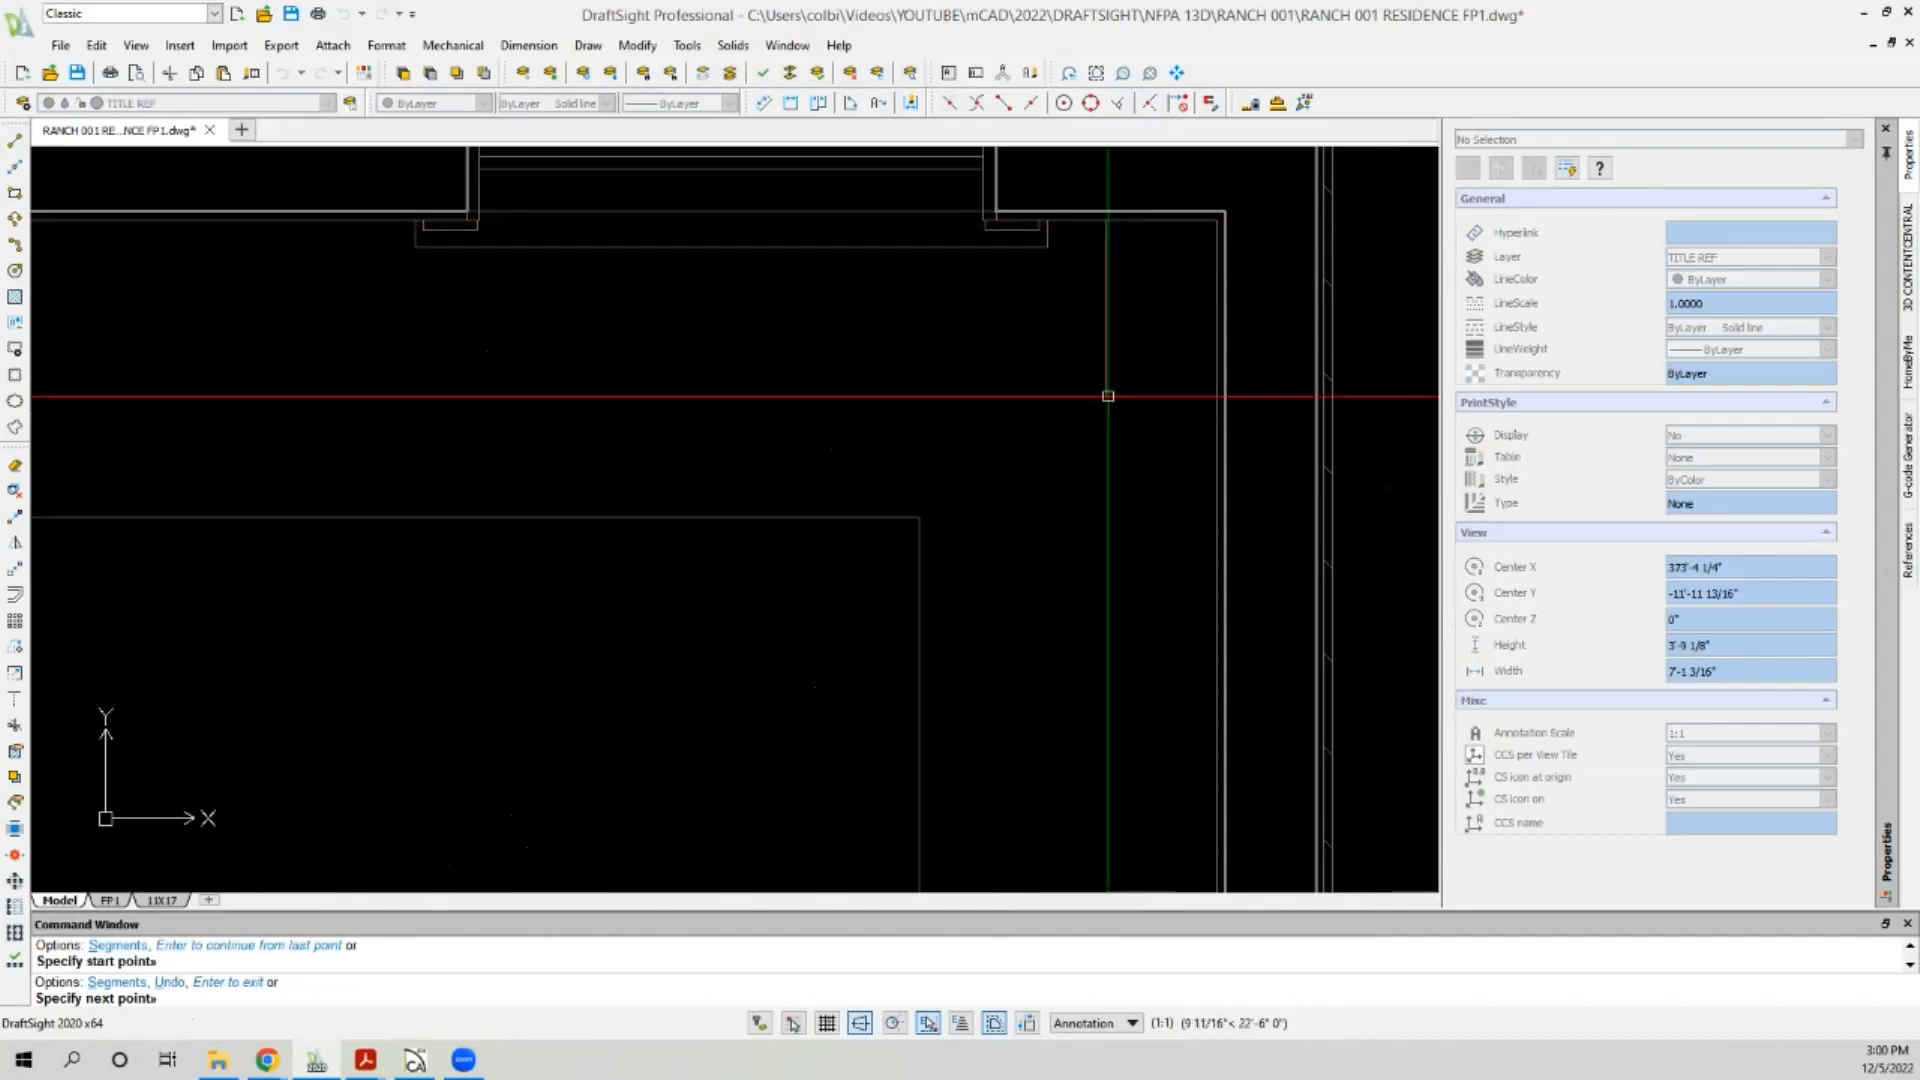 Classic
DraftSight Professional - C:\Users\colbi\Videos\YOUTUBE\mCAD\2022\DRAFTSIGHT\NFPA 13D\RANCH 001\RANCH 001 RESIDENCE FP1.dwg*
File Edit View Insert Import Export Attach Format Mechanical Dimension Draw Modify Tools Solids Window Help
TITLE REF ByLayer ByLayer Solid line ByLayer
RANCH 001 RE...NCE FP1.dwg*
No Selection
General
Hyperlink
Layer TITLE REF
LineColor ByLayer
LineScale 1.0000
LineStyle ByLayer Solid line
LineWeight ByLayer
Transparency ByLayer
PrintStyle
Display No
Table None
Style ByColor
Type None
View
Center X 373'-4 1/4"
Center Y -11'-11 13/16"
Center Z 0"
Height 3'-9 1/8"
Width 7'-1 3/16"
Misc
Annotation Scale 1:1
CCS per View Tile Yes
CS icon at origin Yes
CS icon on Yes
CCS name
Properties
3D CONTENTCENTRAL
HomeByMe
G-code Generator
References
Properties
Y
X
Model FP1 11X17
Command Window
Options: Segments, Enter to continue from last point or
Specify start point»
Options: Segments, Undo, Enter to exit or
Specify next point»
DraftSight 2020 x64
Annotation (1:1) (9 11/16"< 22'-6" 0")
3:00 PM
12/5/2022